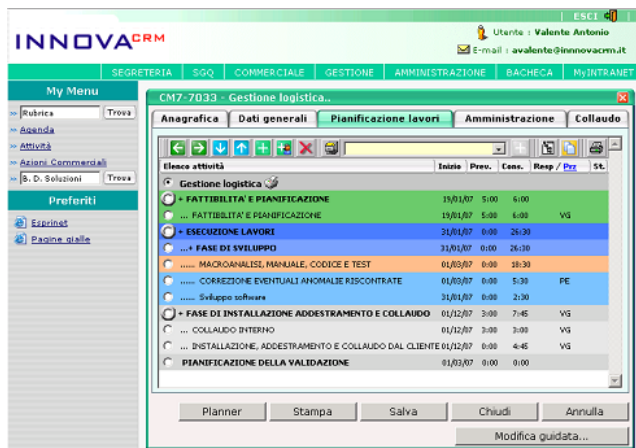 ESCI
INNOVACRM
Utente : Valente Antonio
E-mail : avalente@innnovacrm.it
SEGRETERIA SGQ COMMERCIALE GESTIONE AMMINISTRAZIONE BACHECA MyINTRANET
My Menu
Rubrica Trova
Agenda
Attività
Azioni Commerciali
B. D. Soluzioni Trova
Preferiti
Esprinet
Pagine gialle
CM7-7033 - Gestione logistica..
Anagrafica Dati generali Pianificazione lavori Amministrazione Collaudo
Elenco attività Inizio Prev. Cons. Resp / Prz St.
Gestione logistica
+ FATTIBILITA' E PIANIFICAZIONE 19/01/07 5:00 6:00
... FATTIBILITA' E PIANIFICAZIONE 19/01/07 5:00 6:00 VG
+ ESECUZIONE LAVORI 31/01/07 0:00 26:30
...+ FASE DI SVILUPPO 31/01/07 0:00 26:30
..... MACROANALISI, MANUALE, CODICE E TEST 01/03/07 0:00 18:30
..... CORREZIONE EVENTUALI ANOMALIE RISCONTRATE 01/03/07 0:00 5:30 PE
..... Sviluppo software 31/01/07 0:00 2:30
+ FASE DI INSTALLAZIONE ADDESTRAMENTO E COLLAUDO 01/12/07 3:00 7:45 VG
... COLLAUDO INTERNO 01/12/07 3:00 3:00 VG
... INSTALLAZIONE, ADDESTRAMENTO E COLLAUDO DAL CLIENTE 01/12/07 0:00 4:45 VG
PIANIFICAZIONE DELLA VALIDAZIONE 01/03/07 0:00 0:00
Planner Stampa Salva Chiudi Annulla
Modifica guidata...